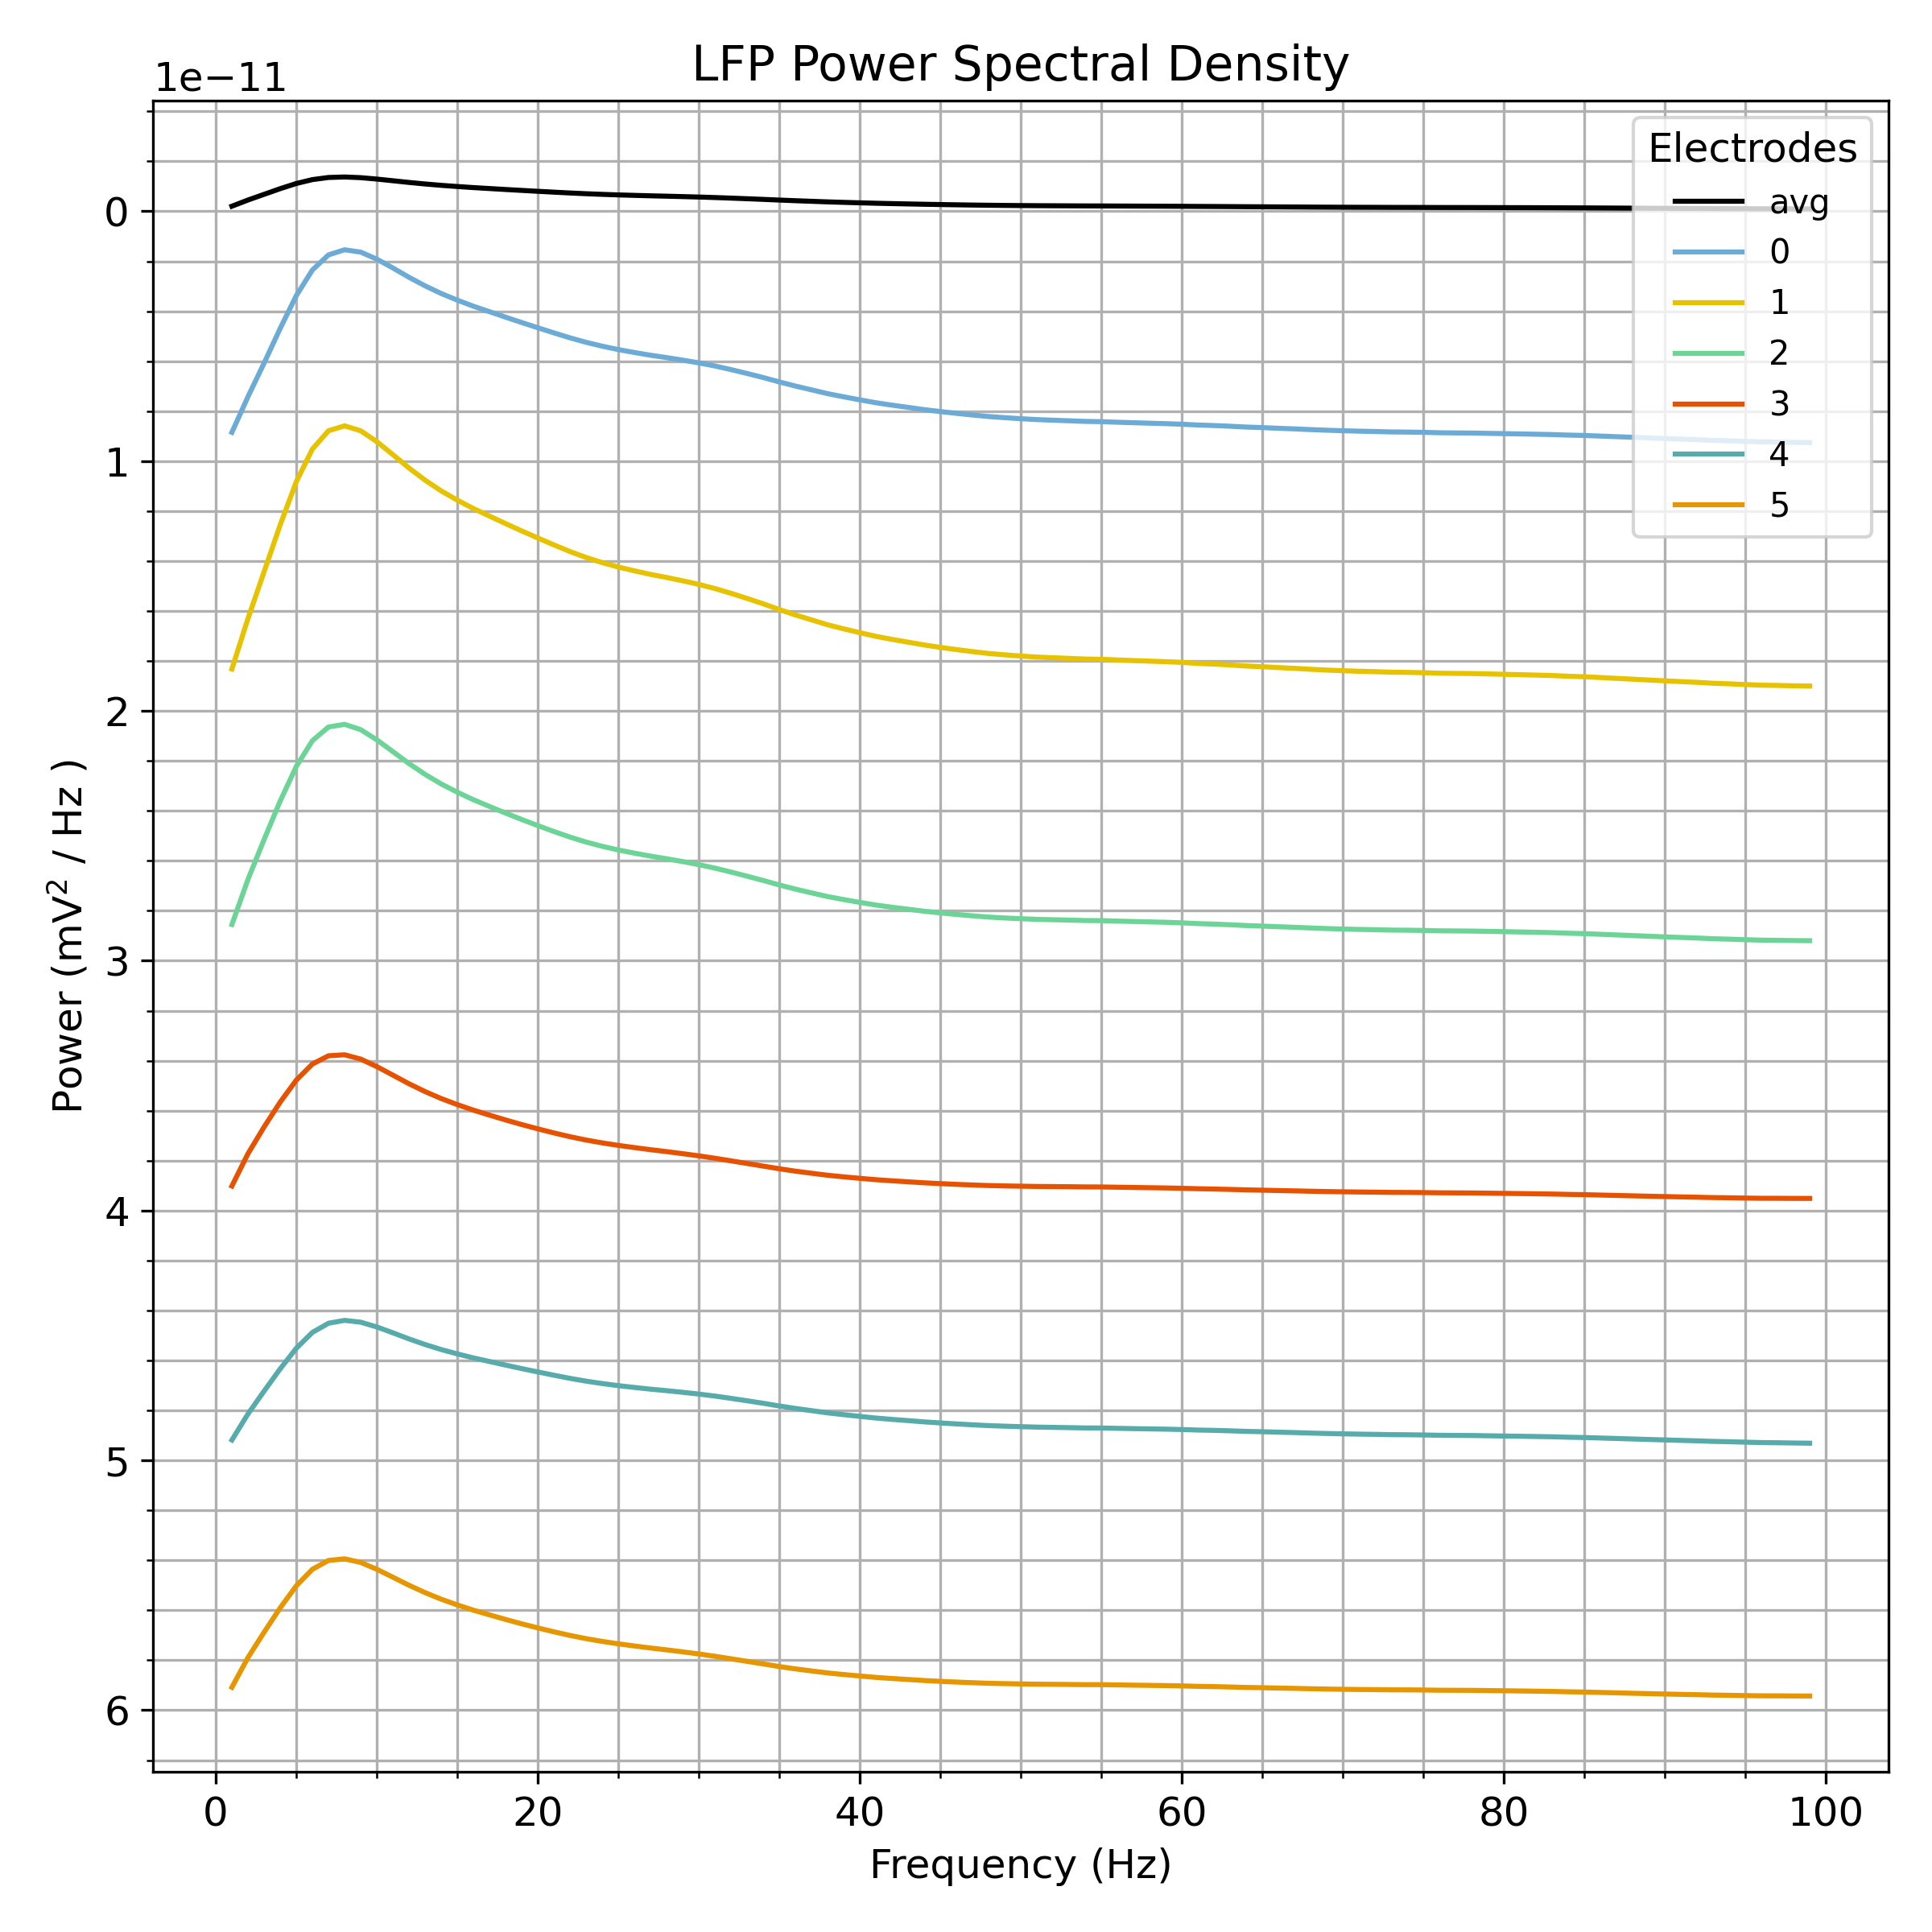 LFP Power Spectral Density
1e−11
Electrodes
avg
0
1
2
3
4
5
0
1
2
3
4
5
6
Power (mV² / Hz )
0 20 40 60 80 100
Frequency (Hz)